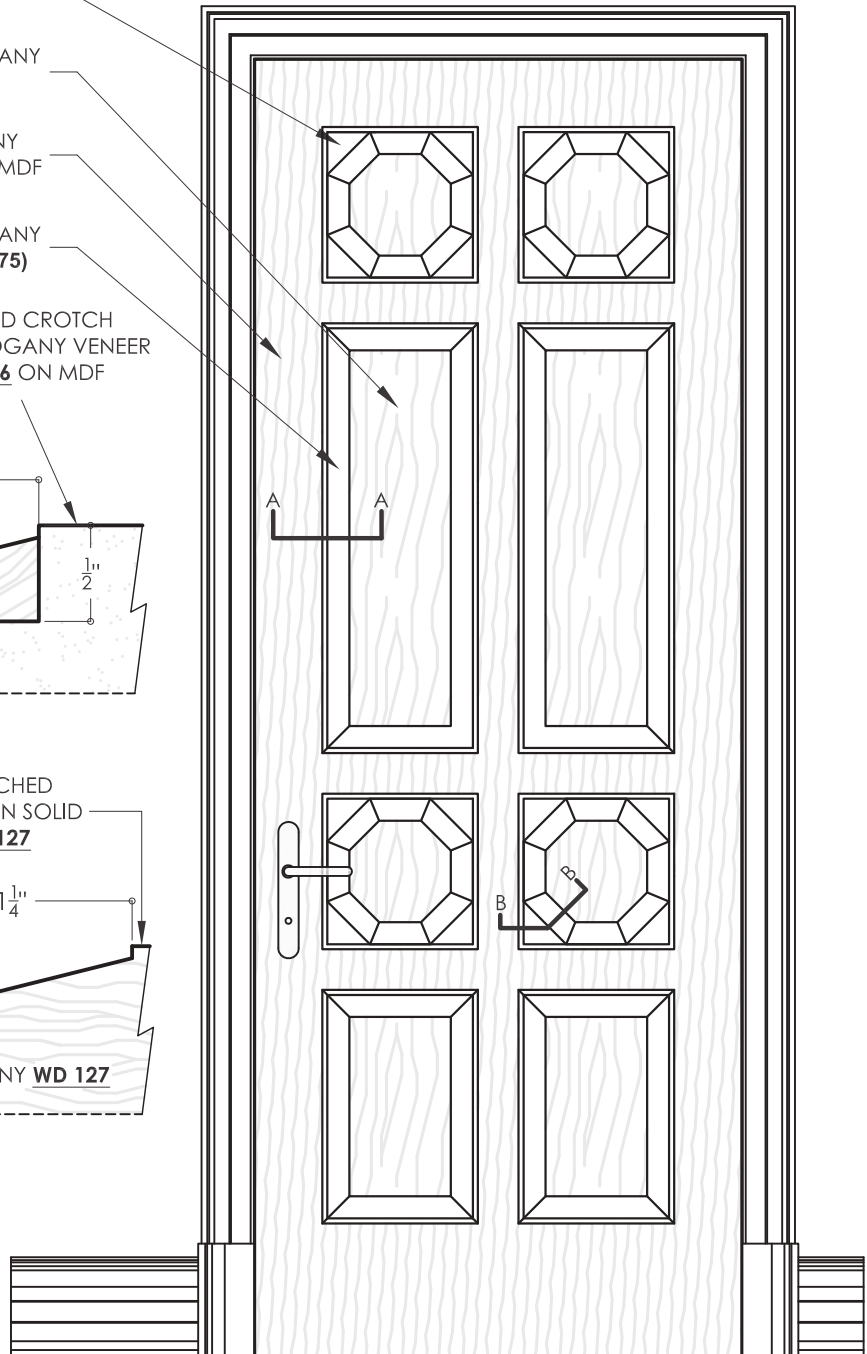 ANY
NY
MDF
ANY
75)
D CROTCH
OGANY VENEER
6 ON MDF
A A
1/2"
CHED
N SOLID
127
1 1/4"
B B
NY WD 127